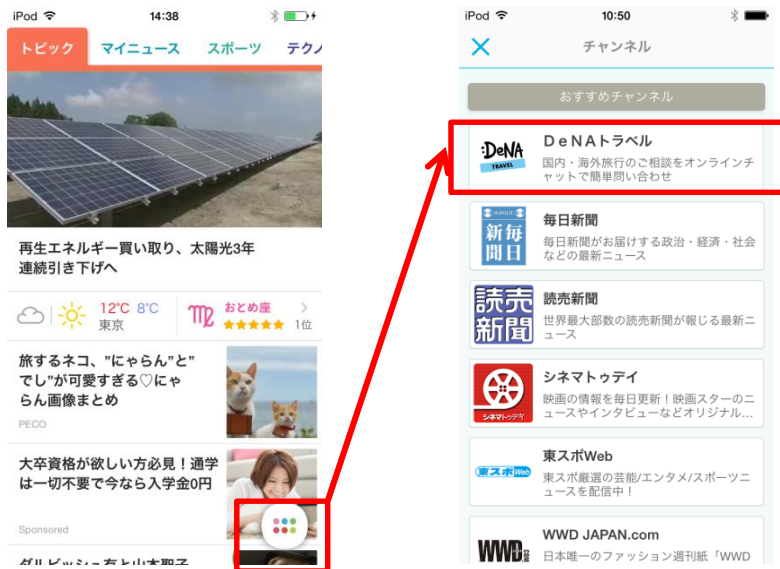 iPod 14:38
トピック マイニュース スポーツ テクノ
再生エネルギー買い取り、太陽光3年
連続引き下げへ
12℃ 8℃
東京
おとめ座
★★★★★ 1位
旅するネコ、”にゃらん”と”
でし”が可愛すぎる♡にゃ
らん画像まとめ
PECO
大卒資格が欲しい方必見！通学
は一切不要で今なら入学金0円
Sponsored
ダルビッシュ有と山本聖子
iPod 10:50
チャンネル
おすすめチャンネル
:DeNA
TRAVEL
ＤｅＮＡトラベル
国内・海外旅行のご相談をオンラインチ
ャットで簡単問い合わせ
毎日
新聞
毎日新聞
毎日新聞がお届けする政治・経済・社会
などの最新ニュース
読売
新聞
読売新聞
世界最大部数の読売新聞が報じる最新ニ
ュース
シネマトゥデイ
シネマトゥデイ
映画の情報を毎日更新！映画スターのニ
ュースやインタビューなどオリジナル...
東スポWeb
東スポWeb
東スポ厳選の芸能/エンタメ/スポーツニ
ュースを配信中！
WWD:
COM
WWD JAPAN.com
日本唯一のファッション週刊紙「WWD